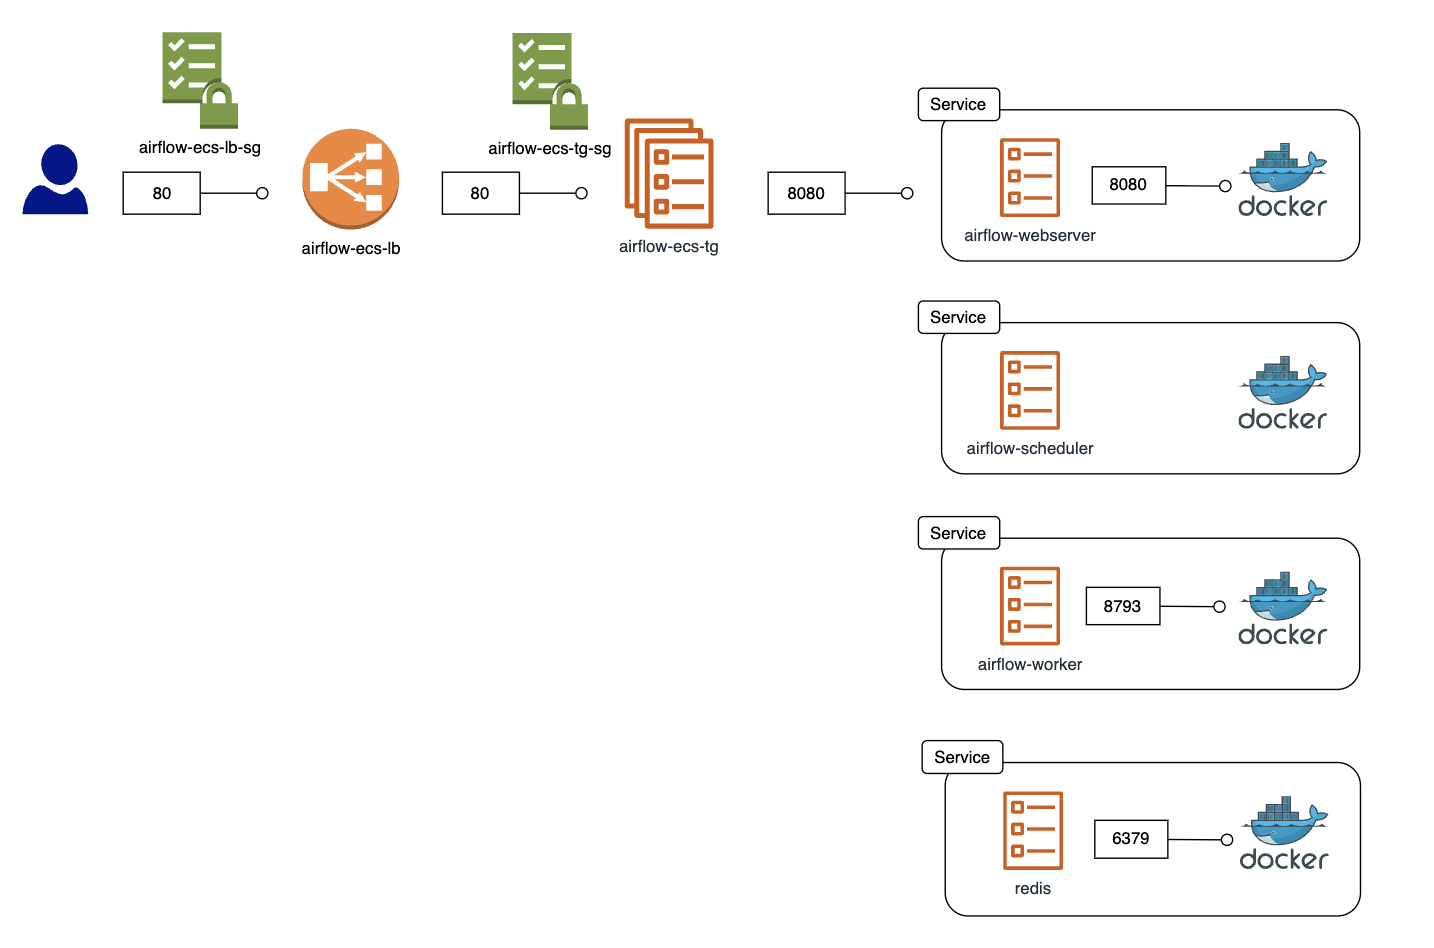 airflow-ecs-lb-sg
80
airflow-ecs-lb
airflow-ecs-tg-sg
80
airflow-ecs-tg
8080
Service
airflow-webserver
8080
docker
Service
airflow-scheduler
docker
Service
airflow-worker
8793
docker
Service
redis
6379
docker